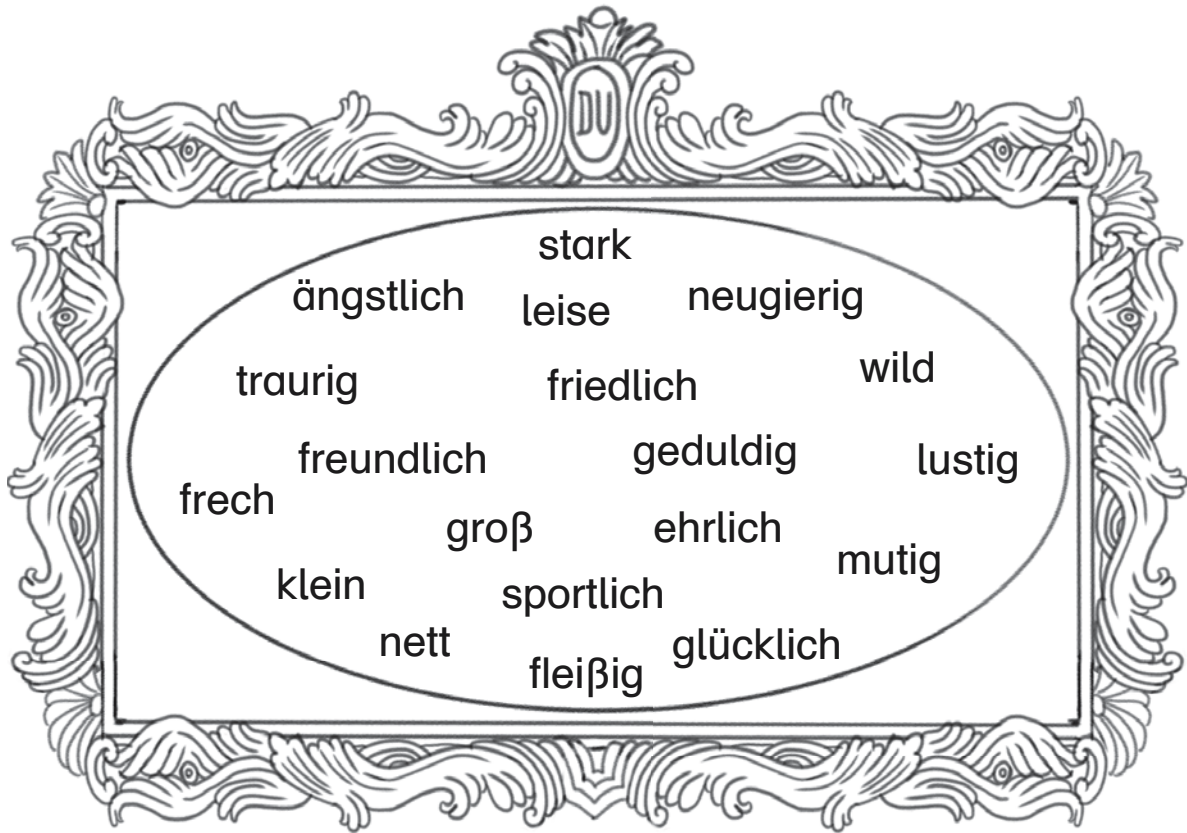 DU
stark
ängstlich
leise
neugierig
traurig
friedlich
wild
freundlich
geduldig
lustig
frech
groß
ehrlich
mutig
klein
sportlich
nett
fleißig
glücklich